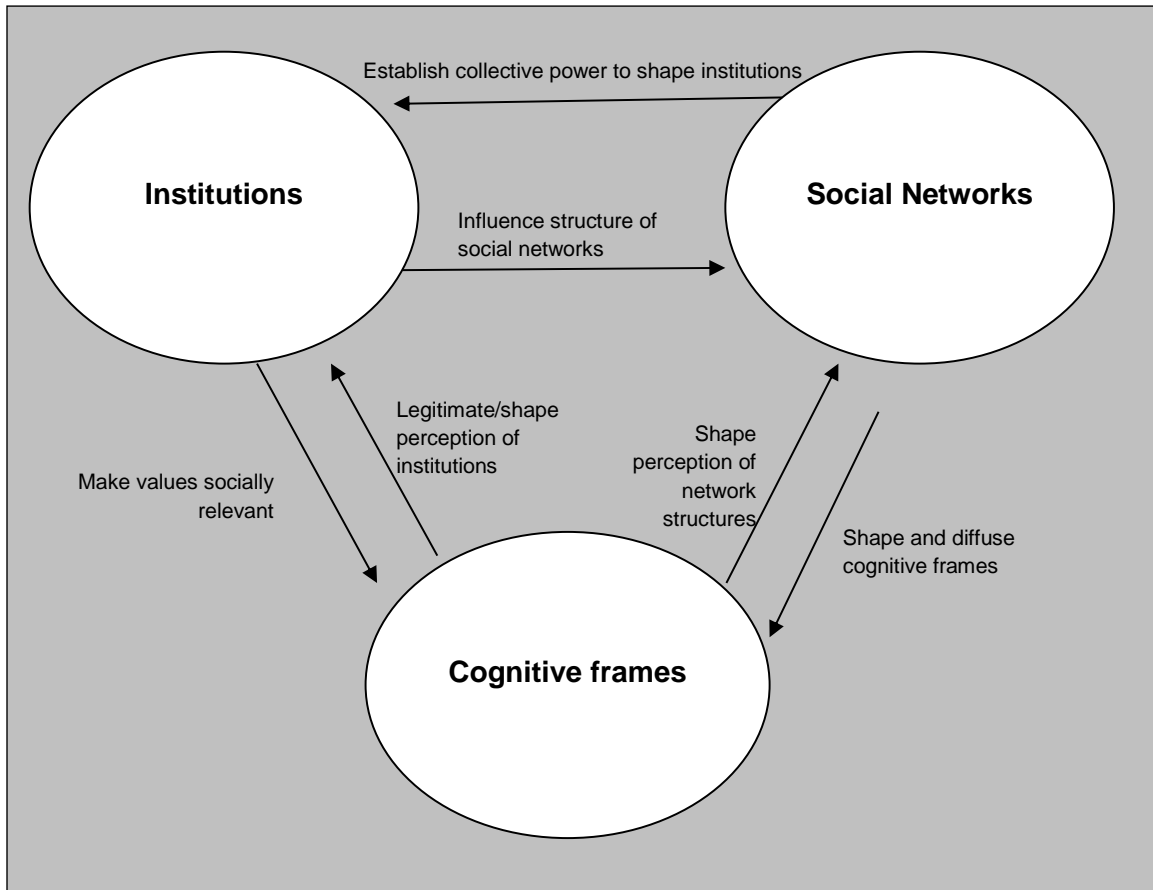 Establish collective power to shape institutions
Institutions
Social Networks
Influence structure of
social networks
Legitimate/shape
perception of
institutions
Make values socially
relevant
Shape
perception of
network
structures
Shape and diffuse
cognitive frames
Cognitive frames